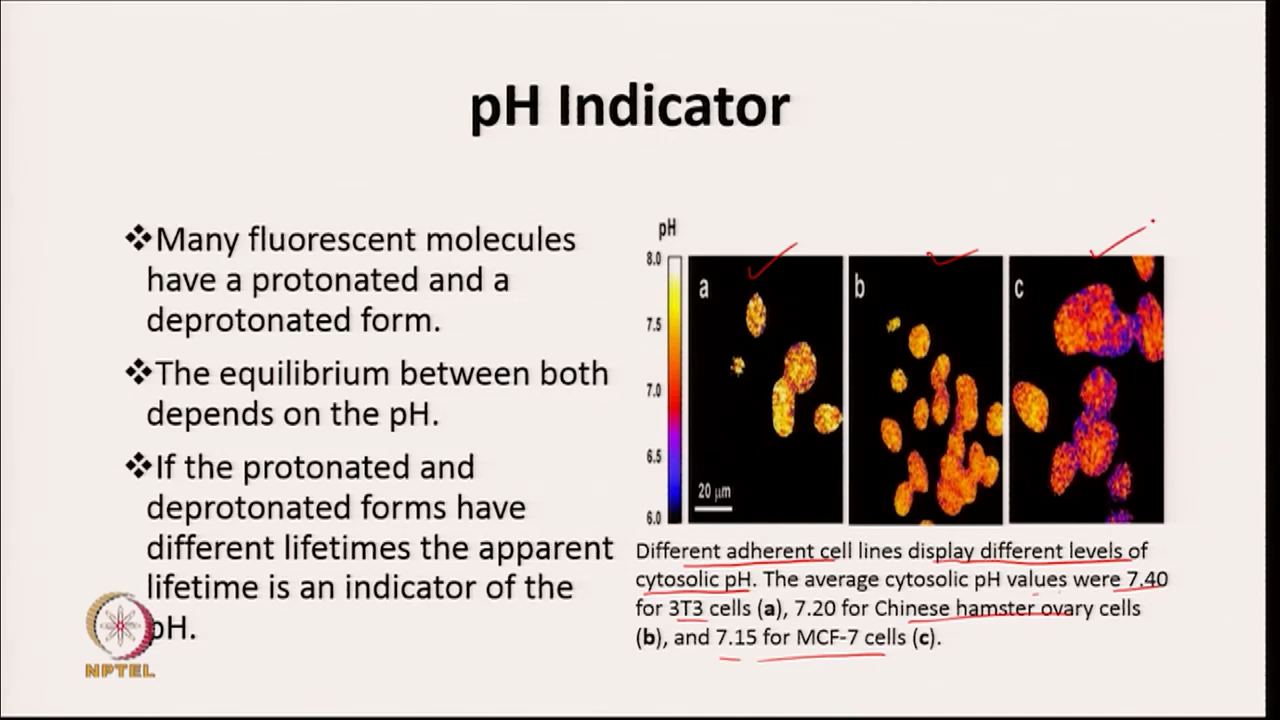 pH Indicator
❖Many fluorescent molecules
have a protonated and a
deprotonated form.
❖The equilibrium between both
depends on the pH.
❖If the protonated and
deprotonated forms have
different lifetimes the apparent
lifetime is an indicator of the
pH.
pH
8.0
7.5
7.0
6.5
6.0
a
20 µm
b
c
Different adherent cell lines display different levels of
cytosolic pH. The average cytosolic pH values were 7.40
for 3T3 cells (a), 7.20 for Chinese hamster ovary cells
(b), and 7.15 for MCF-7 cells (c).
NPTEL